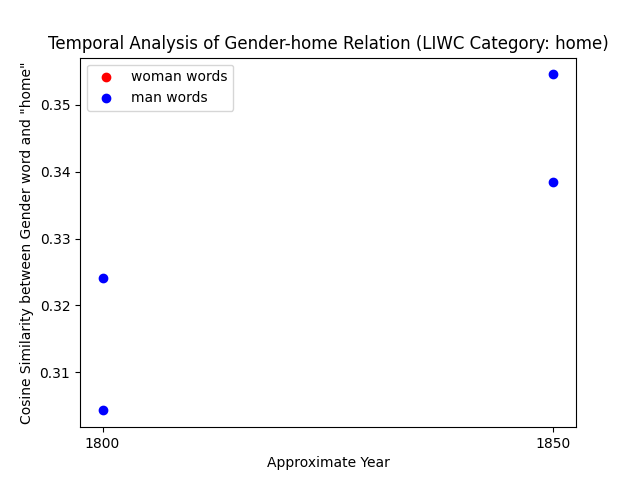 Temporal Analysis of Gender-home Relation (LIWC Category: home)
woman words
man words
0.35
0.34
0.33
0.32
0.31
Cosine Similarity between Gender word and "home"
1800
1850
Approximate Year